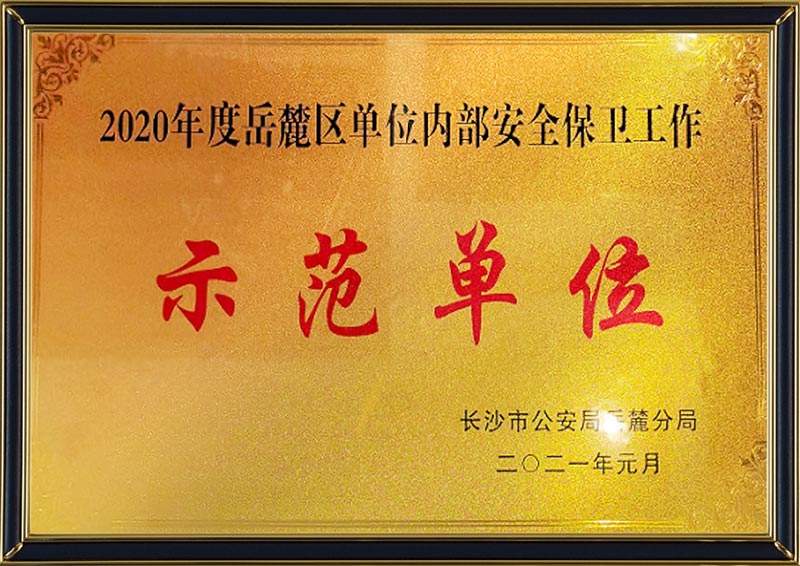 2020年度岳麓区单位内部安全保卫工作
示范单位
长沙市公安局岳麓分局
二〇二一年元月